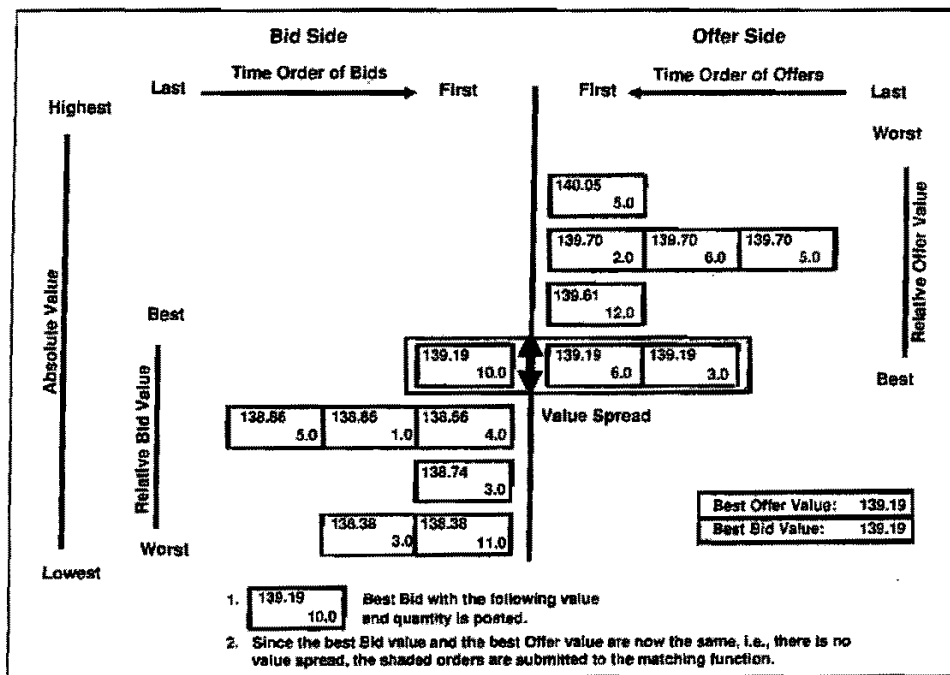 Bid Side
Offer Side
Time Order of Bids
Time Order of Offers
Last
First
First
Last
Highest
Worst
140.05
5.0
139.70
139.70
139.70
2.0
6.0
5.0
139.61
12.0
Best
Absolute Value
Relative Offer Value
139.19
139.19
139.19
10.0
6.0
3.0
Best
Relative Bid Value
Value Spread
138.86
138.86
138.86
5.0
1.0
4.0
138.74
3.0
Best Offer Value: 139.19
Best Bid Value: 139.19
138.38
138.38
3.0
11.0
Worst
Lowest
1. 139.19 Best Bid with the following value
10.0 and quantity is posted.
2. Since the best Bid value and the best Offer value are now the same, i.e., there is no
value spread, the shaded orders are submitted to the matching function.